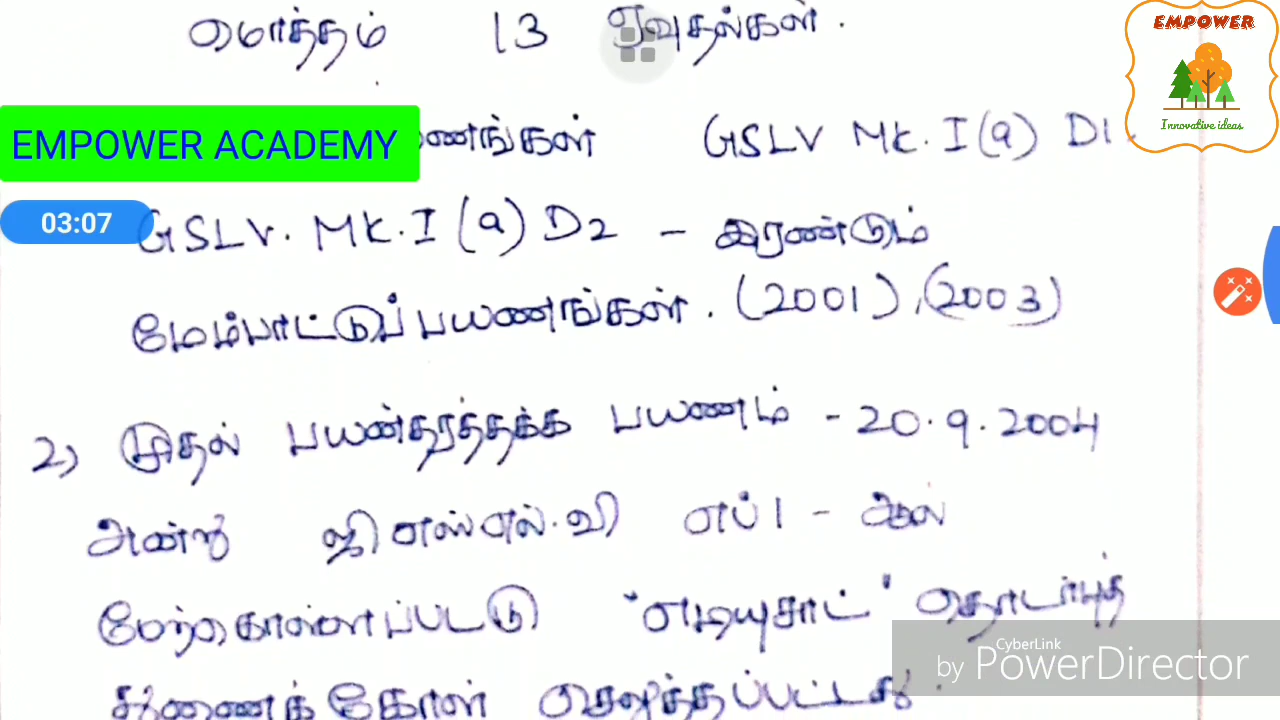 மொத்தம் 13 ஏவுதல்கள்.
EMPOWER
Innovative ideas
EMPOWER ACADEMY
ணங்கள் GSLV Mk. I (a) D1.
03:07
GSLV. Mk. I (a) D2 - இரண்டும்
மேம்பாட்டுப் பயணங்கள். (2001), (2003)
2) முதல் பயன்தரத்தக்க பயணம் - 20.9.2004
அன்று ஜி எஸ்எல்.வி எப்1 - ஆல்
மேற்கொள்ளப்பட்டு "எடியுசாட்" தொடர்புத்
துணைக்கோள் செலுத்தப்பட்டது.
CyberLink
by PowerDirector